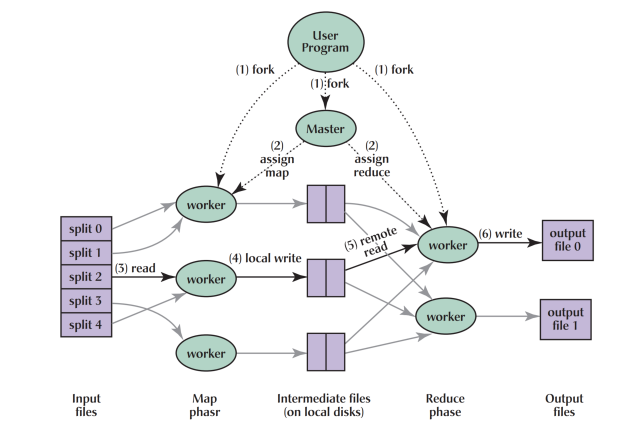 User
Program
(1) fork
(1) fork
(1) fork
Master
(2)
assign
map
(2)
assign
reduce
worker
split 0
split 1
split 2
split 3
split 4
(3) read
worker
(4) local write
worker
(5) remote
read
worker
(6) write
output
file 0
worker
output
file 1
Input
files
Map
phasr
Intermediate files
(on local disks)
Reduce
phase
Output
files